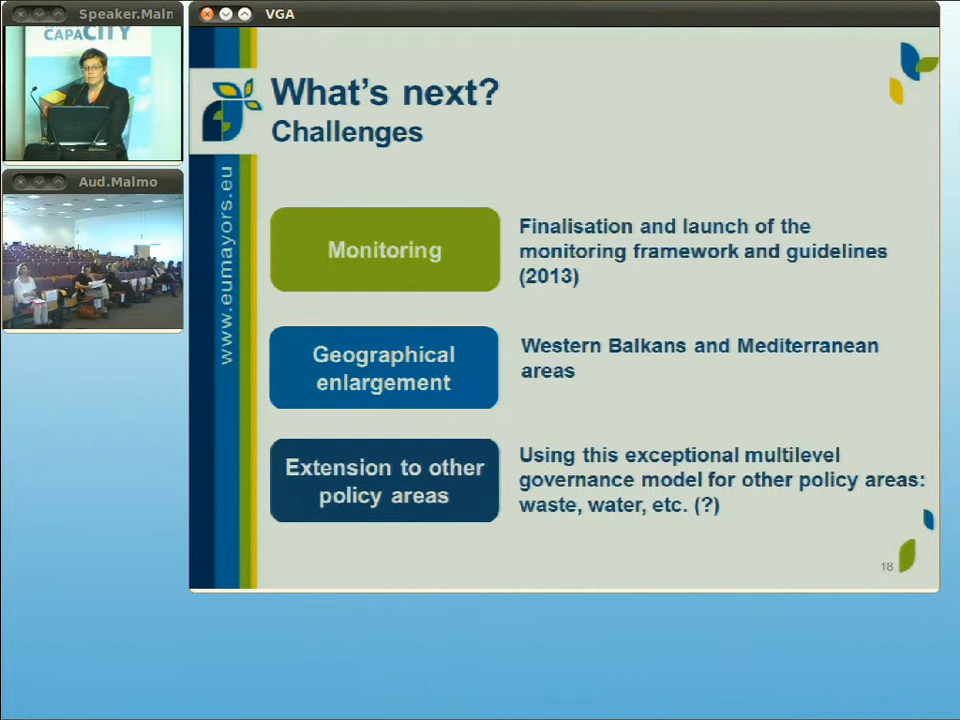 Speaker.Malm
CAPACITY
Aud.Malmo
VGA
What's next?
Challenges
www.eumayors.eu
Monitoring
Finalisation and launch of the
monitoring framework and guidelines
(2013)
Geographical
enlargement
Western Balkans and Mediterranean
areas
Extension to other
policy areas
Using this exceptional multilevel
governance model for other policy areas:
waste, water, etc. (?)
18